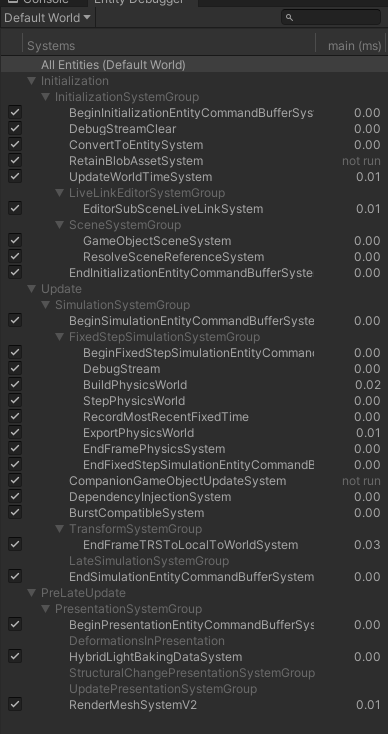 Console Entity Debugger
Default World
Systems main (ms)
All Entities (Default World)
Initialization
InitializationSystemGroup
BeginInitializationEntityCommandBufferSys 0.00
DebugStreamClear 0.00
ConvertToEntitySystem 0.00
RetainBlobAssetSystem not run
UpdateWorldTimeSystem 0.01
LiveLinkEditorSystemGroup
EditorSubSceneLiveLinkSystem 0.01
SceneSystemGroup
GameObjectSceneSystem 0.00
ResolveSceneReferenceSystem 0.00
EndInitializationEntityCommandBufferSyste 0.00
Update
SimulationSystemGroup
BeginSimulationEntityCommandBufferSyste 0.00
FixedStepSimulationSystemGroup
BeginFixedStepSimulationEntityComman 0.00
DebugStream 0.00
BuildPhysicsWorld 0.02
StepPhysicsWorld 0.00
RecordMostRecentFixedTime 0.00
ExportPhysicsWorld 0.01
EndFramePhysicsSystem 0.00
EndFixedStepSimulationEntityCommandB 0.00
CompanionGameObjectUpdateSystem not run
DependencyInjectionSystem 0.00
BurstCompatibleSystem 0.00
TransformSystemGroup
EndFrameTRSToLocalToWorldSystem 0.03
LateSimulationSystemGroup
EndSimulationEntityCommandBufferSystem 0.00
PreLateUpdate
PresentationSystemGroup
BeginPresentationEntityCommandBufferSys 0.00
DeformationsInPresentation
HybridLightBakingDataSystem 0.00
StructuralChangePresentationSystemGroup
UpdatePresentationSystemGroup
RenderMeshSystemV2 0.01